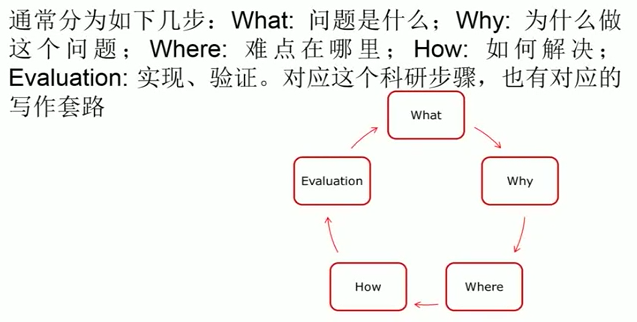 通常分为如下几步：What: 问题是什么；Why: 为什么做
这个问题；Where: 难点在哪里；How: 如何解决；
Evaluation: 实现、验证。对应这个科研步骤，也有对应的
写作套路
What
Evaluation
Why
How
Where